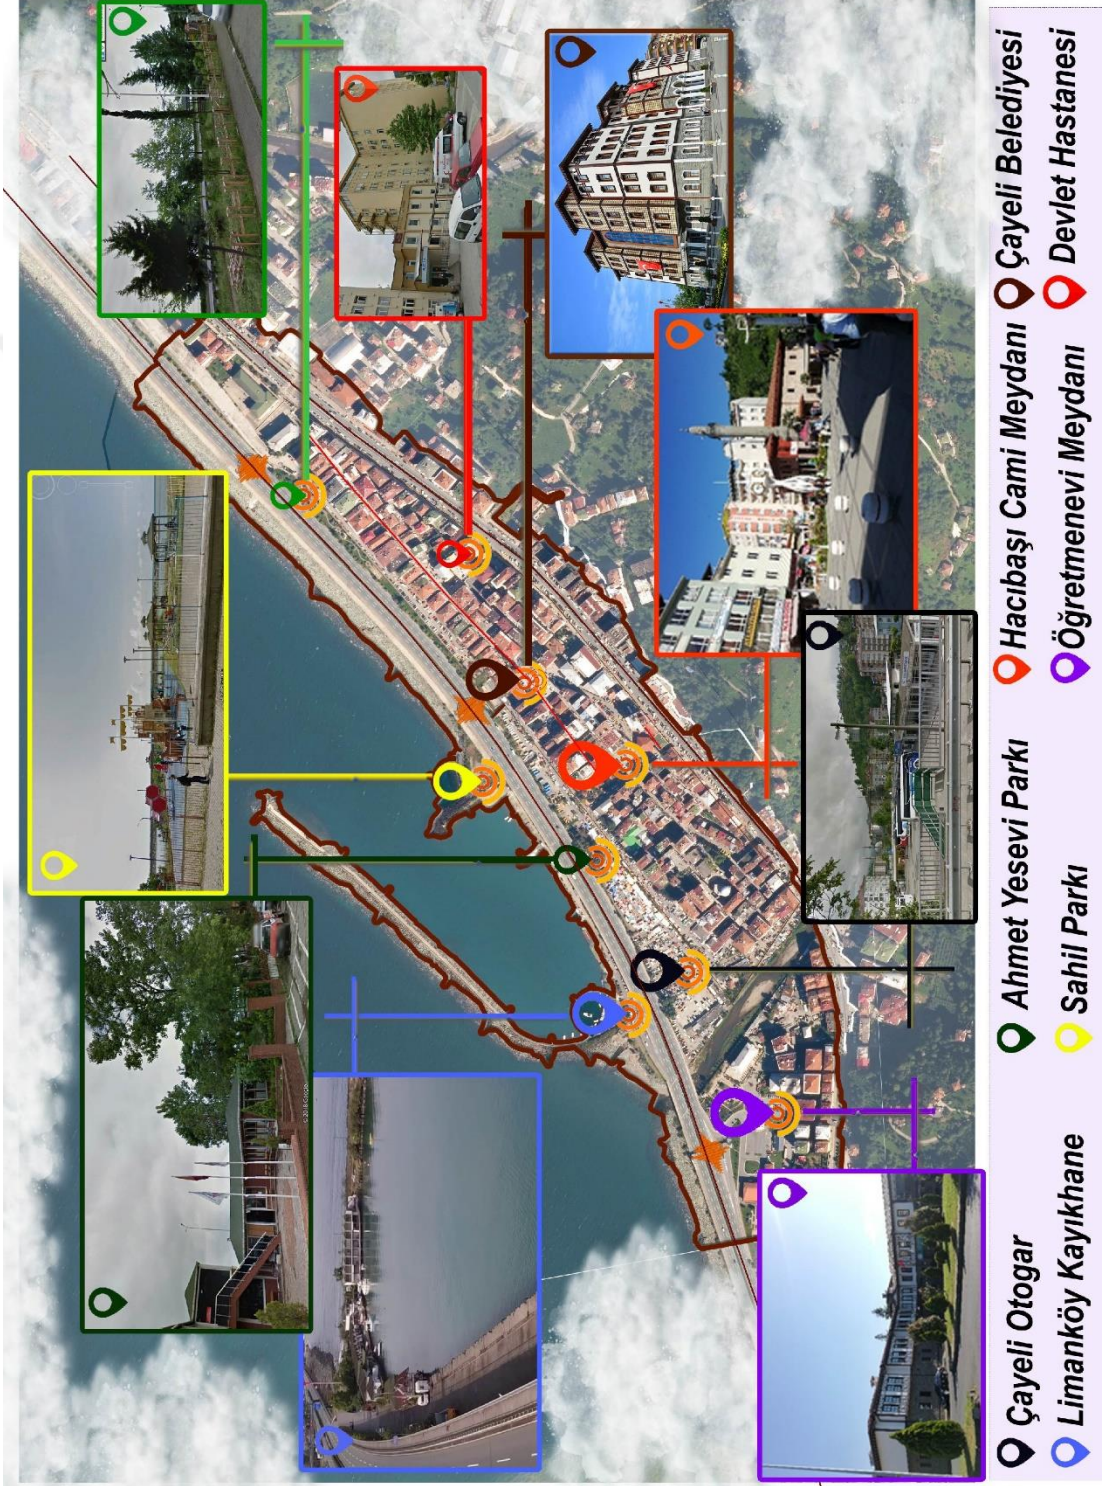 Çayeli Otogar
Ahmet Yesevi Parkı
Hacıbaşı Cami Meydanı
Çayeli Belediyesi
Limanköy Kayıkhane
Sahil Parkı
Öğretmenevi Meydanı
Devlet Hastanesi